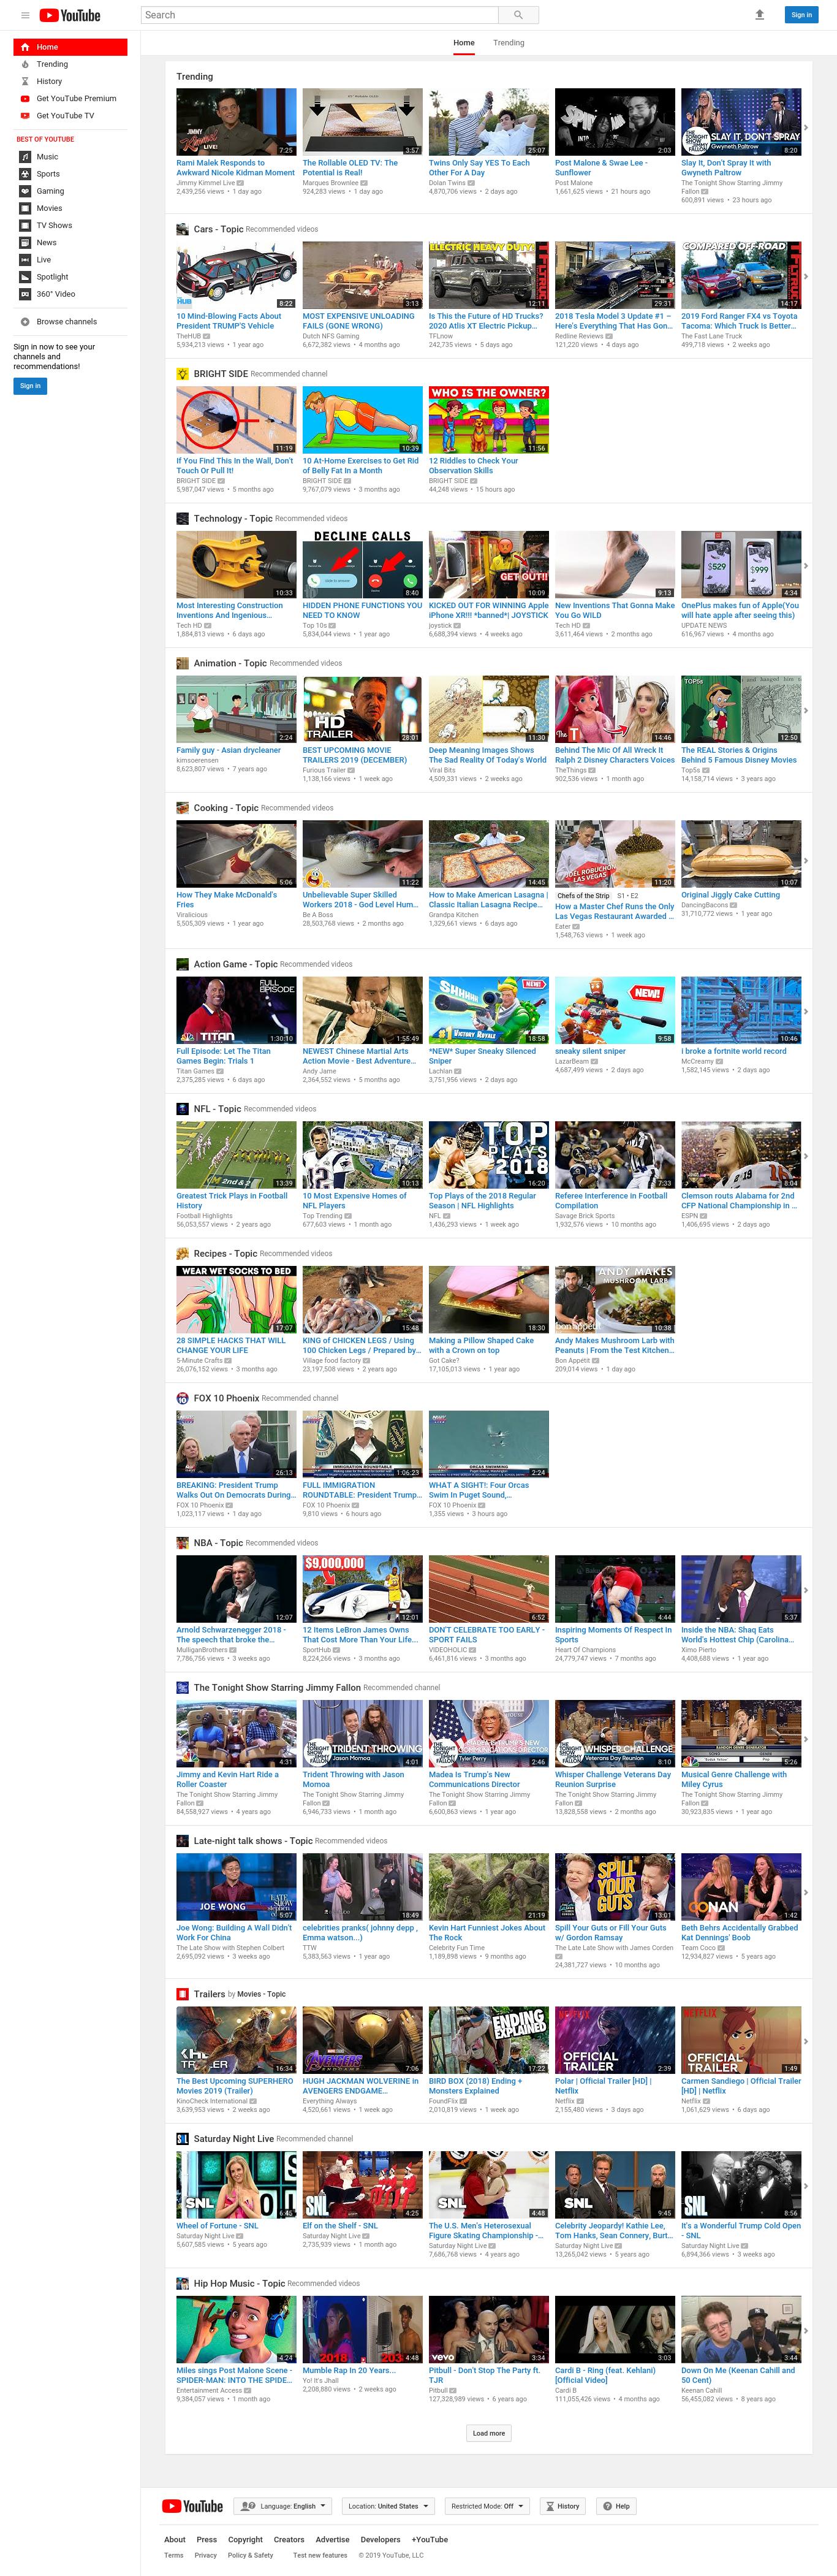 YouTube
Search
Sign in
Home
Trending
History
Get YouTube Premium
Get YouTube TV
BEST OF YOUTUBE
Music
Sports
Gaming
Movies
TV Shows
News
Live
Spotlight
360° Video
Browse channels
Sign in now to see your
channels and
recommendations!
Sign in
Home Trending
Trending
7:25 3:57 25:07 2:03 8:20
Rami Malek Responds to
Awkward Nicole Kidman Moment
Jimmy Kimmel Live
2,439,256 views • 1 day ago
The Rollable OLED TV: The
Potential is Real!
Marques Brownlee
924,283 views • 1 day ago
Twins Only Say YES To Each
Other For A Day
Dolan Twins
4,870,706 views • 2 days ago
Post Malone & Swae Lee -
Sunflower
Post Malone
1,661,625 views • 21 hours ago
Slay It, Don't Spray It with
Gwyneth Paltrow
The Tonight Show Starring Jimmy
Fallon
600,891 views • 23 hours ago
Cars - Topic Recommended videos
8:22 3:13 12:11 29:31 14:17
10 Mind-Blowing Facts About
President TRUMP'S Vehicle
TheHUB
5,934,213 views • 1 year ago
MOST EXPENSIVE UNLOADING
FAILS (GONE WRONG)
Dutch NFS Gaming
6,672,382 views • 4 months ago
Is This the Future of HD Trucks?
2020 Atlis XT Electric Pickup...
TFLnow
242,735 views • 5 days ago
2018 Tesla Model 3 Update #1 –
Here's Everything That Has Gon...
Redline Reviews
121,220 views • 4 days ago
2019 Ford Ranger FX4 vs Toyota
Tacoma: Which Truck Is Better...
The Fast Lane Truck
499,718 views • 2 weeks ago
BRIGHT SIDE Recommended channel
WHO IS THE OWNER?
11:19 10:39 11:56
If You Find This In the Wall, Don't
Touch Or Pull It!
BRIGHT SIDE
5,987,047 views • 5 months ago
10 At-Home Exercises to Get Rid
of Belly Fat In a Month
BRIGHT SIDE
9,767,079 views • 3 months ago
12 Riddles to Check Your
Observation Skills
BRIGHT SIDE
44,248 views • 15 hours ago
Technology - Topic Recommended videos
DECLINE CALLS
GET OUT!!
$529 $999
10:33 8:40 10:09 9:13 4:34
Most Interesting Construction
Inventions And Ingenious...
Tech HD
1,884,813 views • 6 days ago
HIDDEN PHONE FUNCTIONS YOU
NEED TO KNOW
Top 10s
5,834,044 views • 1 year ago
KICKED OUT FOR WINNING Apple
iPhone XR!!! *banned*| JOYSTICK
joystick
6,688,394 views • 4 weeks ago
New Inventions That Gonna Make
You Go WILD
Tech HD
3,611,464 views • 2 months ago
OnePlus makes fun of Apple(You
will hate apple after seeing this)
UPDATE NEWS
616,967 views • 4 months ago
Animation - Topic Recommended videos
HD
TRAILER
TOP5s
2:24 28:01 11:30 14:46 12:50
Family guy - Asian drycleaner
kimsoerensen
8,623,807 views • 7 years ago
BEST UPCOMING MOVIE
TRAILERS 2019 (DECEMBER)
Furious Trailer
1,138,166 views • 1 week ago
Deep Meaning Images Shows
The Sad Reality Of Today's World
Viral Bits
4,509,331 views • 2 weeks ago
Behind The Mic Of All Wreck It
Ralph 2 Disney Characters Voices
TheThings
902,536 views • 1 month ago
The REAL Stories & Origins
Behind 5 Famous Disney Movies
Top5s
14,158,714 views • 3 years ago
Cooking - Topic Recommended videos
5:06 11:22 14:45 11:20 10:07
How They Make McDonald's
Fries
Viralicious
5,505,309 views • 1 year ago
Unbelievable Super Skilled
Workers 2018 - God Level Hum...
Be A Boss
28,503,768 views • 2 months ago
How to Make American Lasagna |
Classic Italian Lasagna Recipe...
Grandpa Kitchen
1,329,661 views • 6 days ago
Chefs of the Strip S1 • E2
How a Master Chef Runs the Only
Las Vegas Restaurant Awarded ...
Eater
1,548,763 views • 1 week ago
Original Jiggly Cake Cutting
DancingBacons
31,710,772 views • 1 year ago
Action Game - Topic Recommended videos
1:30:10 1:55:49 18:58 9:58 10:46
Full Episode: Let The Titan
Games Begin: Trials 1
Titan Games
2,375,285 views • 6 days ago
NEWEST Chinese Martial Arts
Action Movie - Best Adventure...
Andy Jame
2,364,552 views • 5 months ago
*NEW* Super Sneaky Silenced
Sniper
Lachlan
3,751,956 views • 2 days ago
sneaky silent sniper
LazarBeam
4,687,499 views • 2 days ago
i broke a fortnite world record
McCreamy
1,582,145 views • 2 days ago
NFL - Topic Recommended videos
TOP
PLAYS
2018
13:39 10:13 16:20 7:33 8:04
Greatest Trick Plays in Football
History
Football Highlights
56,053,557 views • 2 years ago
10 Most Expensive Homes of
NFL Players
Top Trending
677,603 views • 1 month ago
Top Plays of the 2018 Regular
Season | NFL Highlights
NFL
1,436,293 views • 1 week ago
Referee Interference in Football
Compilation
Savage Brick Sports
1,932,576 views • 10 months ago
Clemson routs Alabama for 2nd
CFP National Championship in ...
ESPN
1,406,695 views • 2 days ago
Recipes - Topic Recommended videos
WEAR WET SOCKS TO BED
ANDY MAKES
MUSHROOM LARB
17:07 15:48 18:30 10:38
28 SIMPLE HACKS THAT WILL
CHANGE YOUR LIFE
5-Minute Crafts
26,076,152 views • 3 months ago
KING of CHICKEN LEGS / Using
100 Chicken Legs / Prepared by...
Village food factory
23,197,508 views • 2 years ago
Making a Pillow Shaped Cake
with a Crown on top
Got Cake?
17,105,013 views • 1 year ago
Andy Makes Mushroom Larb with
Peanuts | From the Test Kitchen...
Bon Appétit
209,014 views • 1 day ago
FOX 10 Phoenix Recommended channel
26:13 1:06:23 2:24
BREAKING: President Trump
Walks Out On Democrats During...
FOX 10 Phoenix
1,023,117 views • 1 day ago
FULL IMMIGRATION
ROUNDTABLE: President Trump...
FOX 10 Phoenix
9,810 views • 6 hours ago
WHAT A SIGHT!: Four Orcas
Swim In Puget Sound,...
FOX 10 Phoenix
1,355 views • 3 hours ago
NBA - Topic Recommended videos
$9,000,000
12:07 12:01 6:52 4:44 5:37
Arnold Schwarzenegger 2018 -
The speech that broke the...
MulliganBrothers
7,786,756 views • 3 weeks ago
12 Items LeBron James Owns
That Cost More Than Your Life...
SportHub
8,224,266 views • 3 months ago
DON'T CELEBRATE TOO EARLY -
SPORT FAILS
VIDEOHOLIC
6,461,816 views • 3 months ago
Inspiring Moments Of Respect In
Sports
Heart Of Champions
24,779,747 views • 7 months ago
Inside the NBA: Shaq Eats
World's Hottest Chip (Carolina...
Ximo Pierto
4,408,688 views • 1 year ago
The Tonight Show Starring Jimmy Fallon Recommended channel
4:31 4:01 2:46 8:10 5:26
Jimmy and Kevin Hart Ride a
Roller Coaster
The Tonight Show Starring Jimmy
Fallon
84,558,927 views • 4 years ago
Trident Throwing with Jason
Momoa
The Tonight Show Starring Jimmy
Fallon
6,946,733 views • 1 month ago
Madea Is Trump's New
Communications Director
The Tonight Show Starring Jimmy
Fallon
6,600,863 views • 1 year ago
Whisper Challenge Veterans Day
Reunion Surprise
The Tonight Show Starring Jimmy
Fallon
13,828,558 views • 2 months ago
Musical Genre Challenge with
Miley Cyrus
The Tonight Show Starring Jimmy
Fallon
30,923,835 views • 1 year ago
Late-night talk shows - Topic Recommended videos
JOE WONG
SPILL
YOUR
GUTS
CONAN
5:07 18:49 21:19 13:01 1:42
Joe Wong: Building A Wall Didn't
Work For China
The Late Show with Stephen Colbert
2,695,092 views • 3 weeks ago
celebrities pranks( johnny depp ,
Emma watson...)
TTW
5,383,563 views • 1 year ago
Kevin Hart Funniest Jokes About
The Rock
Celebrity Fun Time
1,189,898 views • 9 months ago
Spill Your Guts or Fill Your Guts
w/ Gordon Ramsay
The Late Late Show with James Corden
24,381,727 views • 10 months ago
Beth Behrs Accidentally Grabbed
Kat Dennings' Boob
Team Coco
12,934,827 views • 5 years ago
Trailers by Movies - Topic
ENDING
EXPLAINED
OFFICIAL
TRAILER
OFFICIAL
TRAILER
16:34 7:06 17:22 2:39 1:49
The Best Upcoming SUPERHERO
Movies 2019 (Trailer)
KinoCheck International
3,639,953 views • 2 weeks ago
HUGH JACKMAN WOLVERINE in
AVENGERS ENDGAME...
Everything Always
4,520,661 views • 1 week ago
BIRD BOX (2018) Ending +
Monsters Explained
FoundFlix
2,010,819 views • 1 week ago
Polar | Official Trailer [HD] |
Netflix
Netflix
2,155,480 views • 3 days ago
Carmen Sandiego | Official Trailer
[HD] | Netflix
Netflix
1,061,629 views • 6 days ago
Saturday Night Live Recommended channel
SNL
6:45 4:25 4:48 9:45 8:56
Wheel of Fortune - SNL
Saturday Night Live
5,607,585 views • 5 years ago
Elf on the Shelf - SNL
Saturday Night Live
2,735,939 views • 1 month ago
The U.S. Men's Heterosexual
Figure Skating Championship -...
Saturday Night Live
7,686,768 views • 4 years ago
Celebrity Jeopardy! Kathie Lee,
Tom Hanks, Sean Connery, Burt...
Saturday Night Live
13,265,042 views • 5 years ago
It's a Wonderful Trump Cold Open
- SNL
Saturday Night Live
6,894,366 views • 3 weeks ago
Hip Hop Music - Topic Recommended videos
4:24 4:48 3:34 3:03 3:44
Miles sings Post Malone Scene -
SPIDER-MAN: INTO THE SPIDE...
Entertainment Access
9,384,057 views • 1 month ago
Mumble Rap In 20 Years...
Yo! It's Jhall
2,208,880 views • 2 weeks ago
Pitbull - Don't Stop The Party ft.
TJR
Pitbull
127,328,989 views • 6 years ago
Cardi B - Ring (feat. Kehlani)
[Official Video]
Cardi B
111,055,426 views • 4 months ago
Down On Me (Keenan Cahill and
50 Cent)
Keenan Cahill
56,455,082 views • 8 years ago
Load more
YouTube
Language: English Location: United States Restricted Mode: Off History Help
About Press Copyright Creators Advertise Developers +YouTube
Terms Privacy Policy & Safety Test new features © 2019 YouTube, LLC